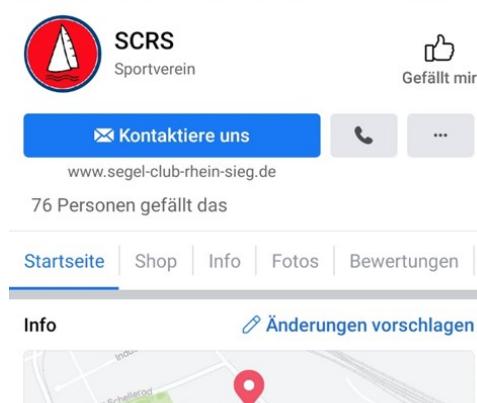 SCRS
Sportverein
Gefällt mir
Kontaktiere uns
www.segel-club-rhein-sieg.de
76 Personen gefällt das
Startseite Shop Info Fotos Bewertungen
Info Änderungen vorschlagen